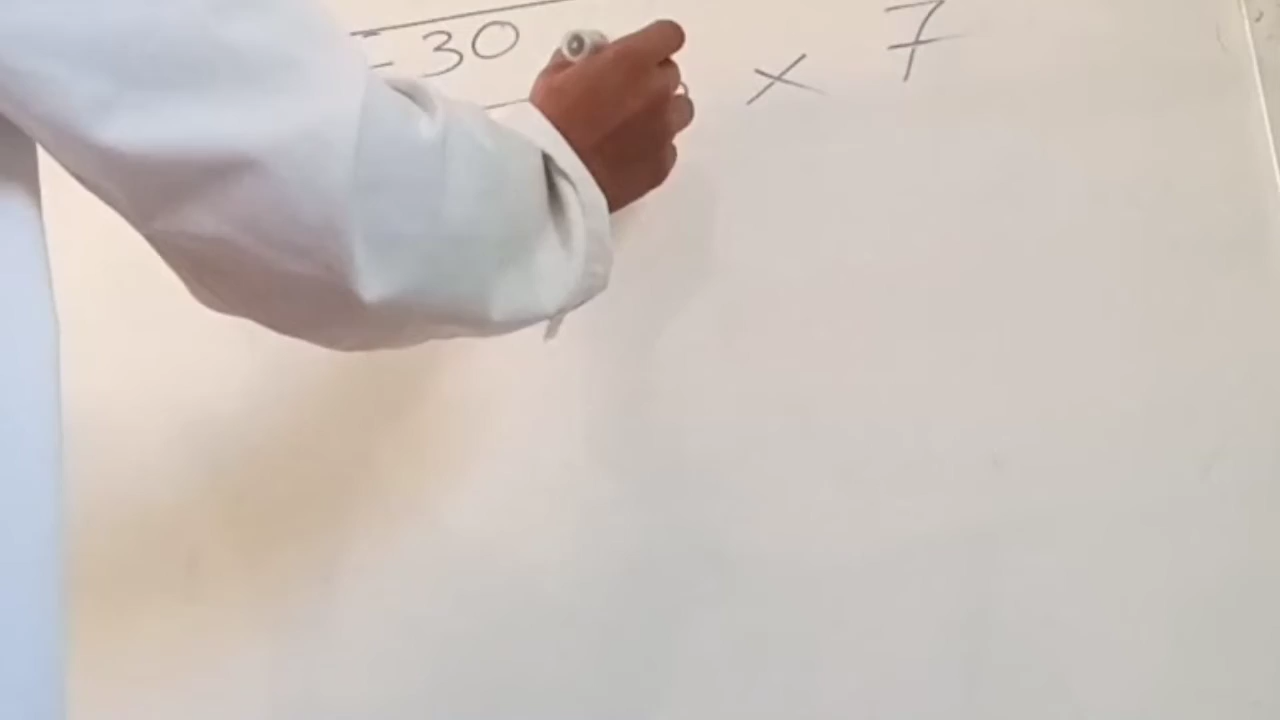 = 30 × 7